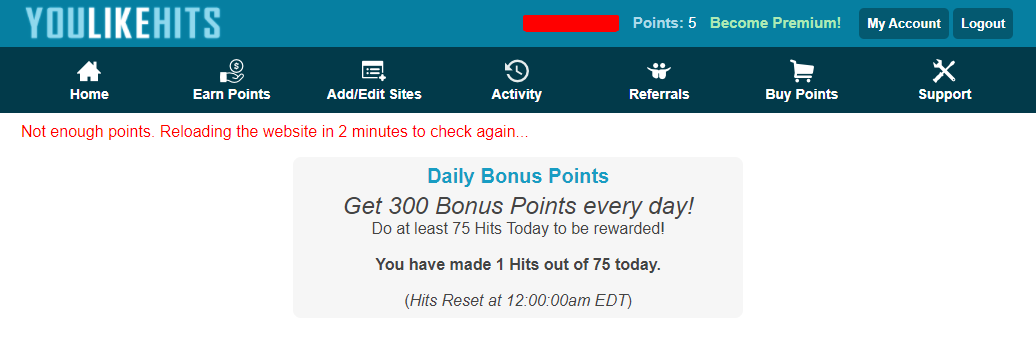 YOULIKEHITS
Points: 5 Become Premium! My Account Logout
Home Earn Points Add/Edit Sites Activity Referrals Buy Points Support
Not enough points. Reloading the website in 2 minutes to check again...
Daily Bonus Points
Get 300 Bonus Points every day!
Do at least 75 Hits Today to be rewarded!
You have made 1 Hits out of 75 today.
(Hits Reset at 12:00:00am EDT)